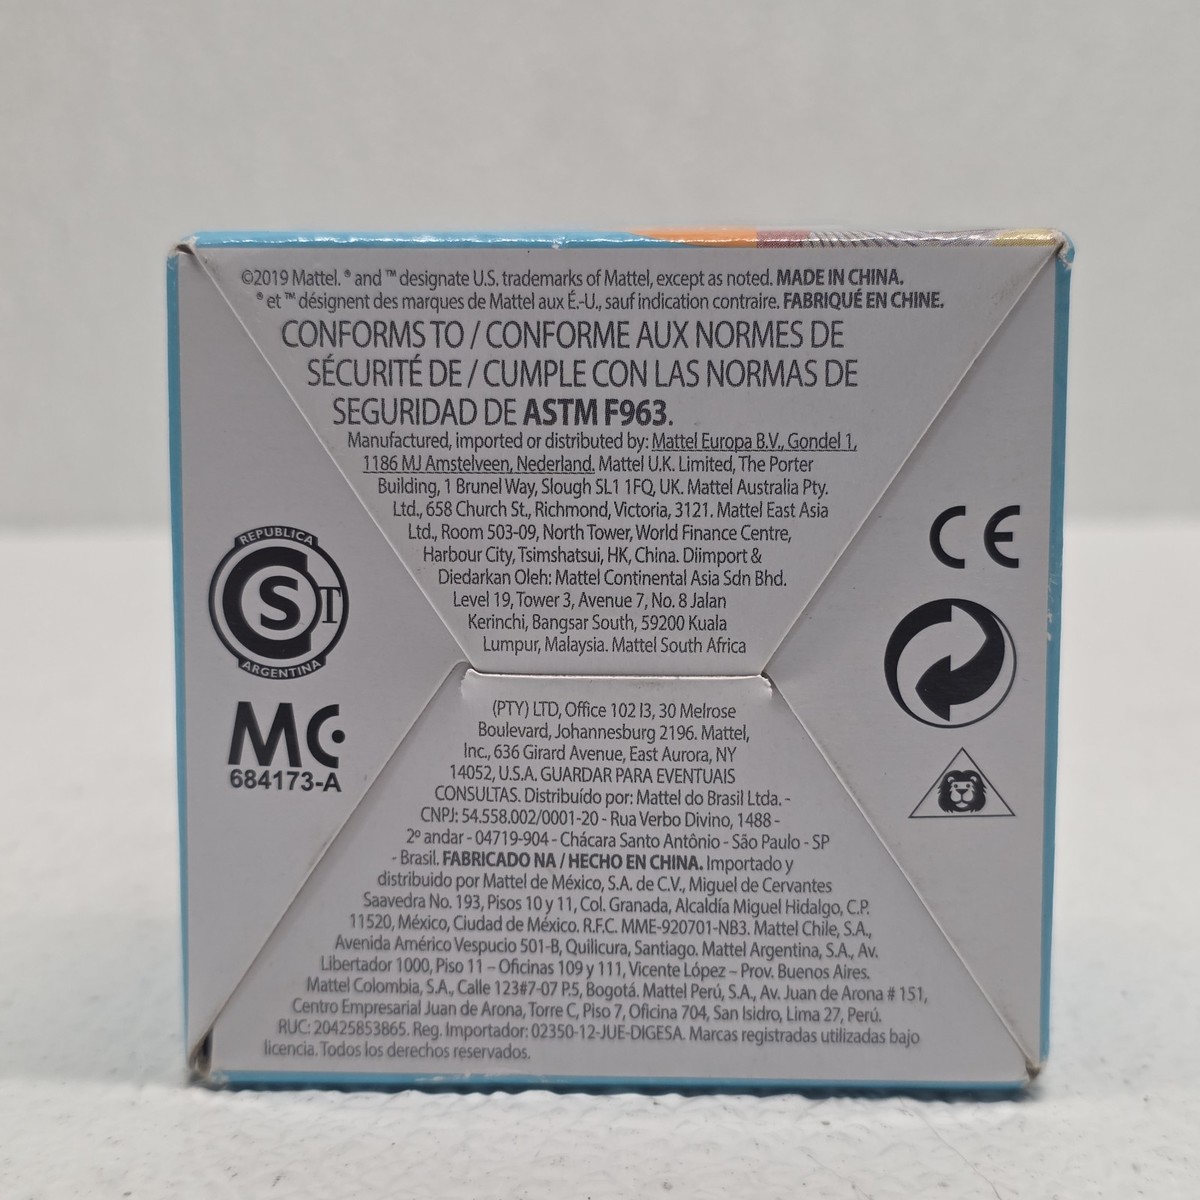 ©2019 Mattel. ® and ™ designate U.S. trademarks of Mattel, except as noted. MADE IN CHINA.
® et ™ désignent des marques de Mattel aux É.-U., sauf indication contraire. FABRIQUÉ EN CHINE.
CONFORMS TO / CONFORME AUX NORMES DE
SÉCURITÉ DE / CUMPLE CON LAS NORMAS DE
SEGURIDAD DE ASTM F963.
Manufactured, imported or distributed by: Mattel Europa B.V., Gondel 1,
1186 MJ Amstelveen, Nederland. Mattel U.K. Limited, The Porter
Building, 1 Brunel Way, Slough SL1 1FQ, UK. Mattel Australia Pty.
Ltd., 658 Church St., Richmond, Victoria, 3121. Mattel East Asia
Ltd., Room 503-09, North Tower, World Finance Centre,
Harbour City, Tsimshatsui, HK, China. Diimport &
Diedarkan Oleh: Mattel Continental Asia Sdn Bhd.
Level 19, Tower 3, Avenue 7, No. 8 Jalan
Kerinchi, Bangsar South, 59200 Kuala
Lumpur, Malaysia. Mattel South Africa
(PTY) LTD, Office 102 I3, 30 Melrose
Boulevard, Johannesburg 2196. Mattel,
Inc., 636 Girard Avenue, East Aurora, NY
14052, U.S.A. GUARDAR PARA EVENTUAIS
CONSULTAS. Distribuído por: Mattel do Brasil Ltda. -
CNPJ: 54.558.002/0001-20 - Rua Verbo Divino, 1488 -
2º andar - 04719-904 - Chácara Santo Antônio - São Paulo - SP
- Brasil. FABRICADO NA / HECHO EN CHINA. Importado y
distribuido por Mattel de México, S.A. de C.V., Miguel de Cervantes
Saavedra No. 193, Pisos 10 y 11, Col. Granada, Alcaldía Miguel Hidalgo, C.P.
11520, México, Ciudad de México. R.F.C. MME-920701-NB3. Mattel Chile, S.A.,
Avenida Américo Vespucio 501-B, Quilicura, Santiago. Mattel Argentina, S.A., Av.
Libertador 1000, Piso 11 – Oficinas 109 y 111, Vicente López – Prov. Buenos Aires.
Mattel Colombia, S.A., Calle 123#7-07 P.5, Bogotá. Mattel Perú, S.A., Av. Juan de Arona # 151,
Centro Empresarial Juan de Arona, Torre C, Piso 7, Oficina 704, San Isidro, Lima 27, Perú.
RUC: 20425853865. Reg. Importador: 02350-12-JUE-DIGESA. Marcas registradas utilizadas bajo
licencia. Todos los derechos reservados.
REPUBLICA
CST
ARGENTINA
MC
684173-A
CE